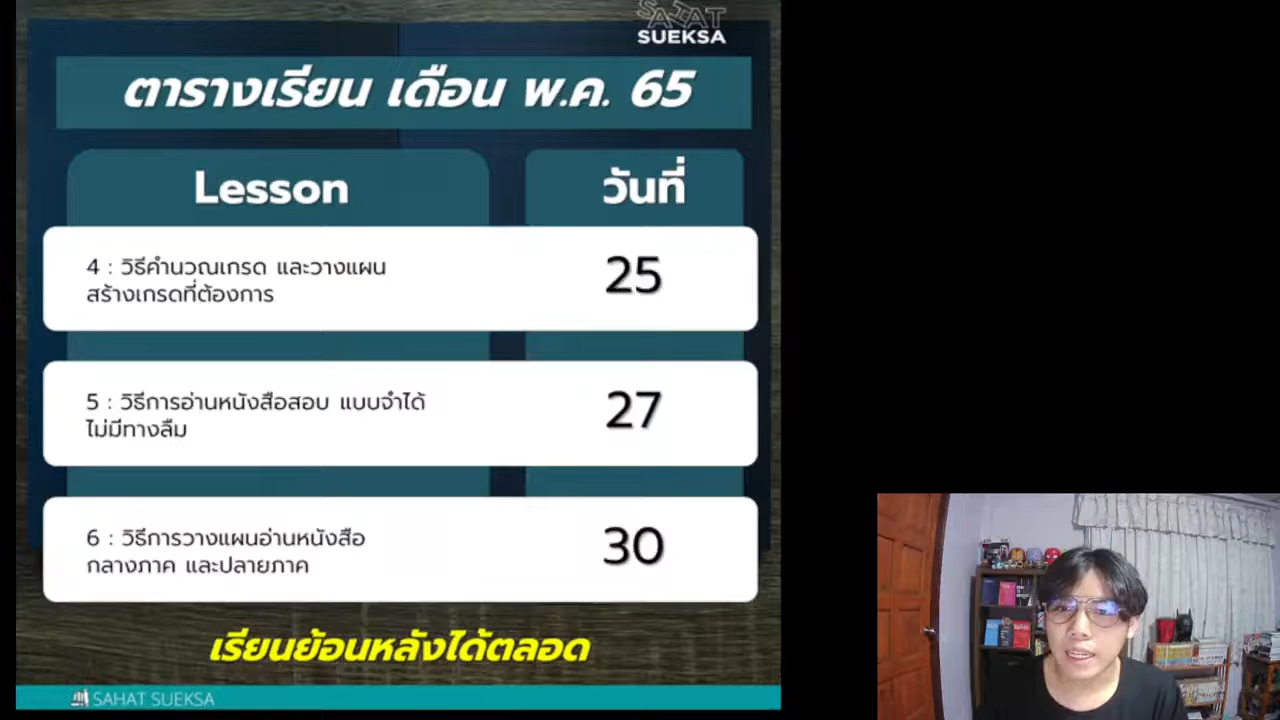 SAHAT
SUEKSA
ตารางเรียน เดือน พ.ค. 65
Lesson
วันที่
4 : วิธีคำนวณเกรด และวางแผน
สร้างเกรดที่ต้องการ
25
5 : วิธีการอ่านหนังสือสอบ แบบจำได้
ไม่มีทางลืม
27
6 : วิธีการวางแผนอ่านหนังสือ
กลางภาค และปลายภาค
30
เรียนย้อนหลังได้ตลอด
SAHAT SUEKSA